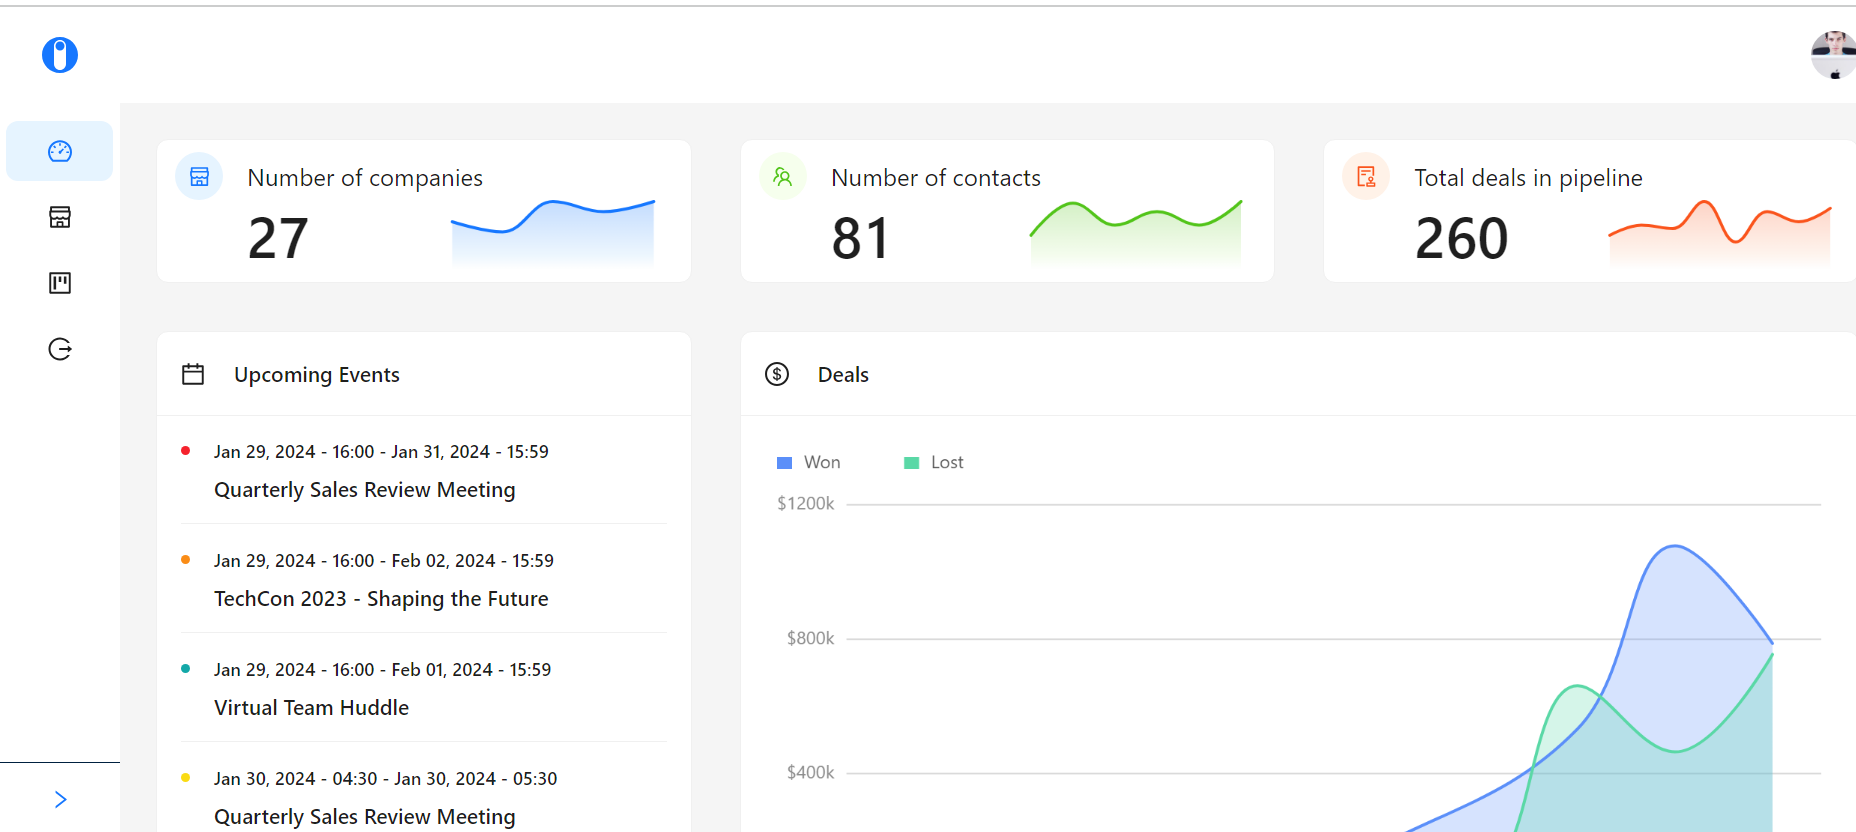 Number of companies
27
Number of contacts
81
Total deals in pipeline
260
Upcoming Events
Jan 29, 2024 - 16:00 - Jan 31, 2024 - 15:59
Quarterly Sales Review Meeting
Jan 29, 2024 - 16:00 - Feb 02, 2024 - 15:59
TechCon 2023 - Shaping the Future
Jan 29, 2024 - 16:00 - Feb 01, 2024 - 15:59
Virtual Team Huddle
Jan 30, 2024 - 04:30 - Jan 30, 2024 - 05:30
Quarterly Sales Review Meeting
Deals
Won
Lost
$1200k
$800k
$400k